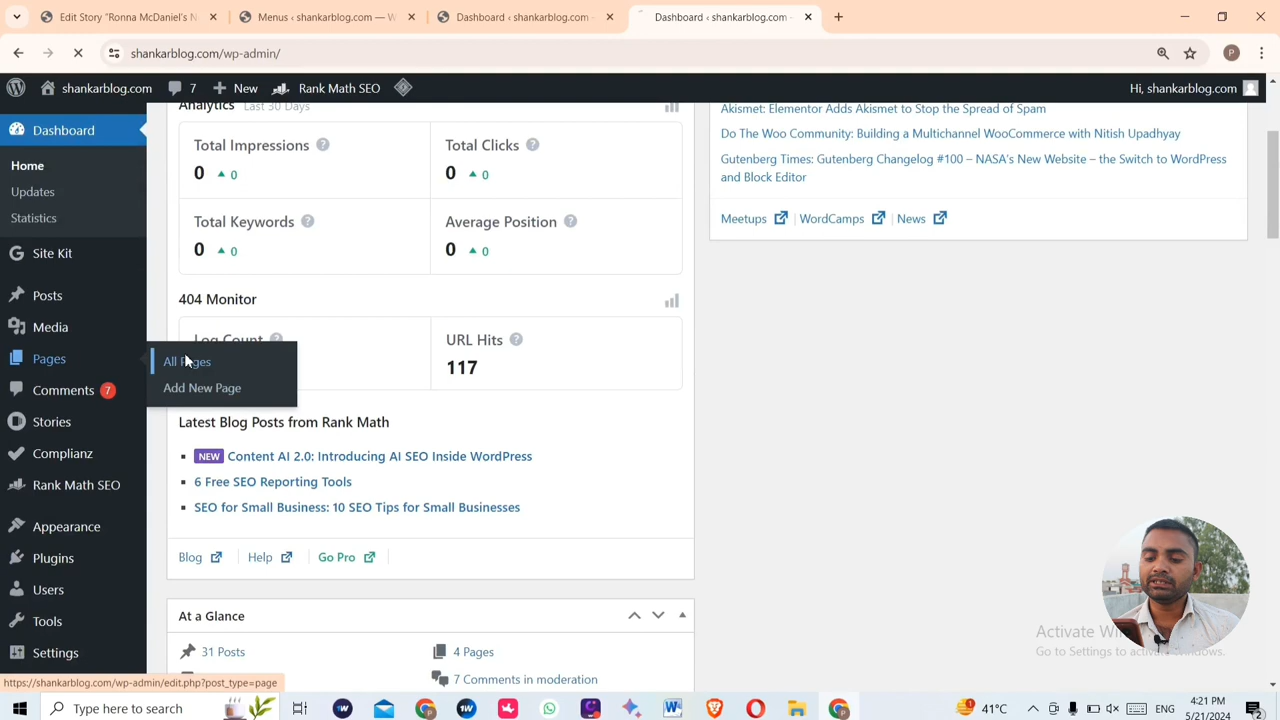 Edit Story "Ronna McDaniel's N
Menus ‹ shankarblog.com — W
Dashboard ‹ shankarblog.com -
Dashboard ‹ shankarblog.com -
shankarblog.com/wp-admin/
P
shankarblog.com
7
New
Rank Math SEO
Hi, shankarblog.com
Dashboard
Home
Updates
Statistics
Site Kit
Posts
Media
Pages
All Pages
Add New Page
Comments 7
Stories
Complianz
Rank Math SEO
Appearance
Plugins
Users
Tools
Settings
Analytics Last 30 Days
Total Impressions
0 0
Total Clicks
0 0
Total Keywords
0 0
Average Position
0 0
404 Monitor
Log Count
URL Hits
117
Latest Blog Posts from Rank Math
NEW Content AI 2.0: Introducing AI SEO Inside WordPress
6 Free SEO Reporting Tools
SEO for Small Business: 10 SEO Tips for Small Businesses
Blog
Help
Go Pro
At a Glance
31 Posts
4 Pages
7 Comments in moderation
Akismet: Elementor Adds Akismet to Stop the Spread of Spam
Do The Woo Community: Building a Multichannel WooCommerce with Nitish Upadhyay
Gutenberg Times: Gutenberg Changelog #100 – NASA's New Website – the Switch to WordPress
and Block Editor
Meetups
WordCamps
News
Activate Wi
Go to Settings to activate Windows.
https://shankarblog.com/wp-admin/edit.php?post_type=page
Type here to search
41°C
ENG
4:21 PM
5/21/2024
2